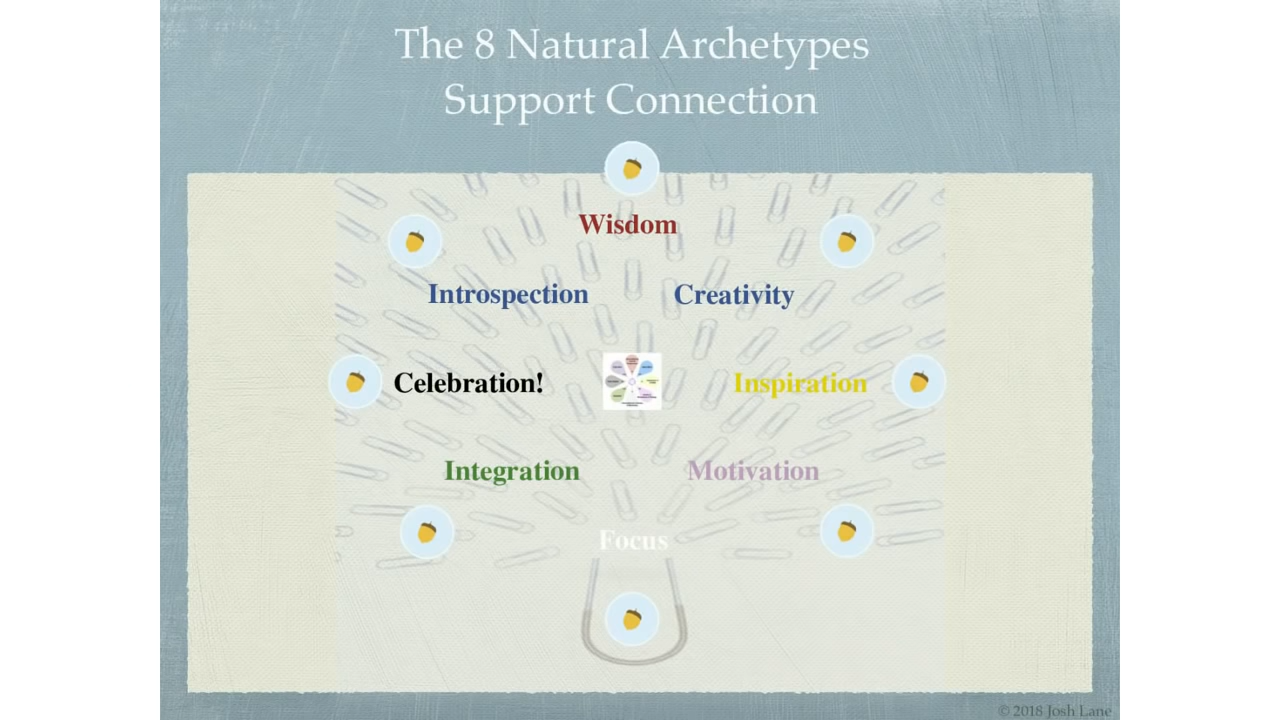 The 8 Natural Archetypes
Support Connection
Wisdom
Introspection
Creativity
Celebration!
Inspiration
Integration
Motivation
Focus
© 2018 Josh Lane